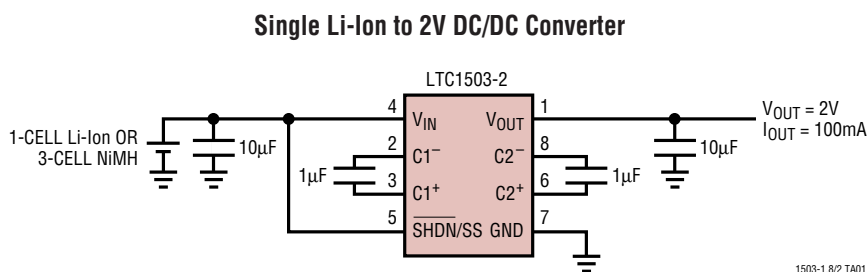 Single Li-Ion to 2V DC/DC Converter
LTC1503-2
1-CELL Li-Ion OR
3-CELL NiMH
10µF
1µF
4
2
3
5
VIN
C1–
C1+
SHDN/SS
VOUT
C2–
C2+
GND
1
8
6
7
1µF
10µF
VOUT = 2V
IOUT = 100mA
1503-1.8/2 TA01